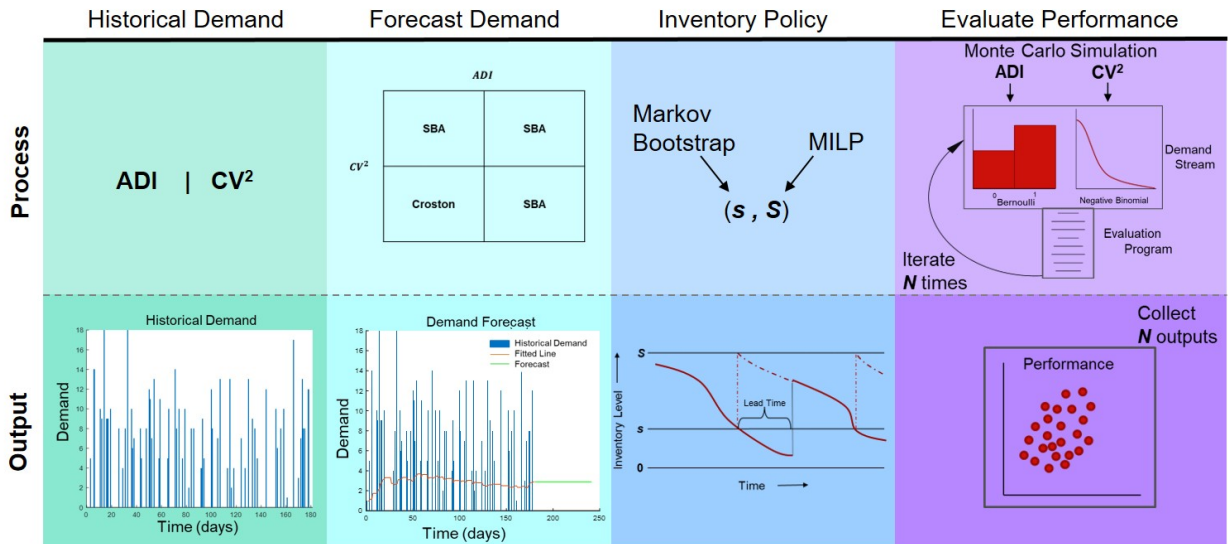 Historical Demand
Forecast Demand
Inventory Policy
Evaluate Performance
Process
ADI | CV²
ADI
CV²
SBA
SBA
Croston
SBA
Markov
Bootstrap
MILP
(s , S)
Monte Carlo Simulation
ADI
CV²
Demand
Stream
0
1
Bernoulli
Negative Binomial
Evaluation
Program
Iterate
N times
Output
Historical Demand
Demand
18
16
14
12
10
8
6
4
2
0
0 20 40 60 80 100 120 140 160 180
Time (days)
Demand Forecast
Historical Demand
Fitted Line
Forecast
Demand
18
16
14
12
10
8
6
4
2
0
0 50 100 150 200 250
Time (days)
Inventory Level
S
Lead Time
s
0
Time
Collect
N outputs
Performance